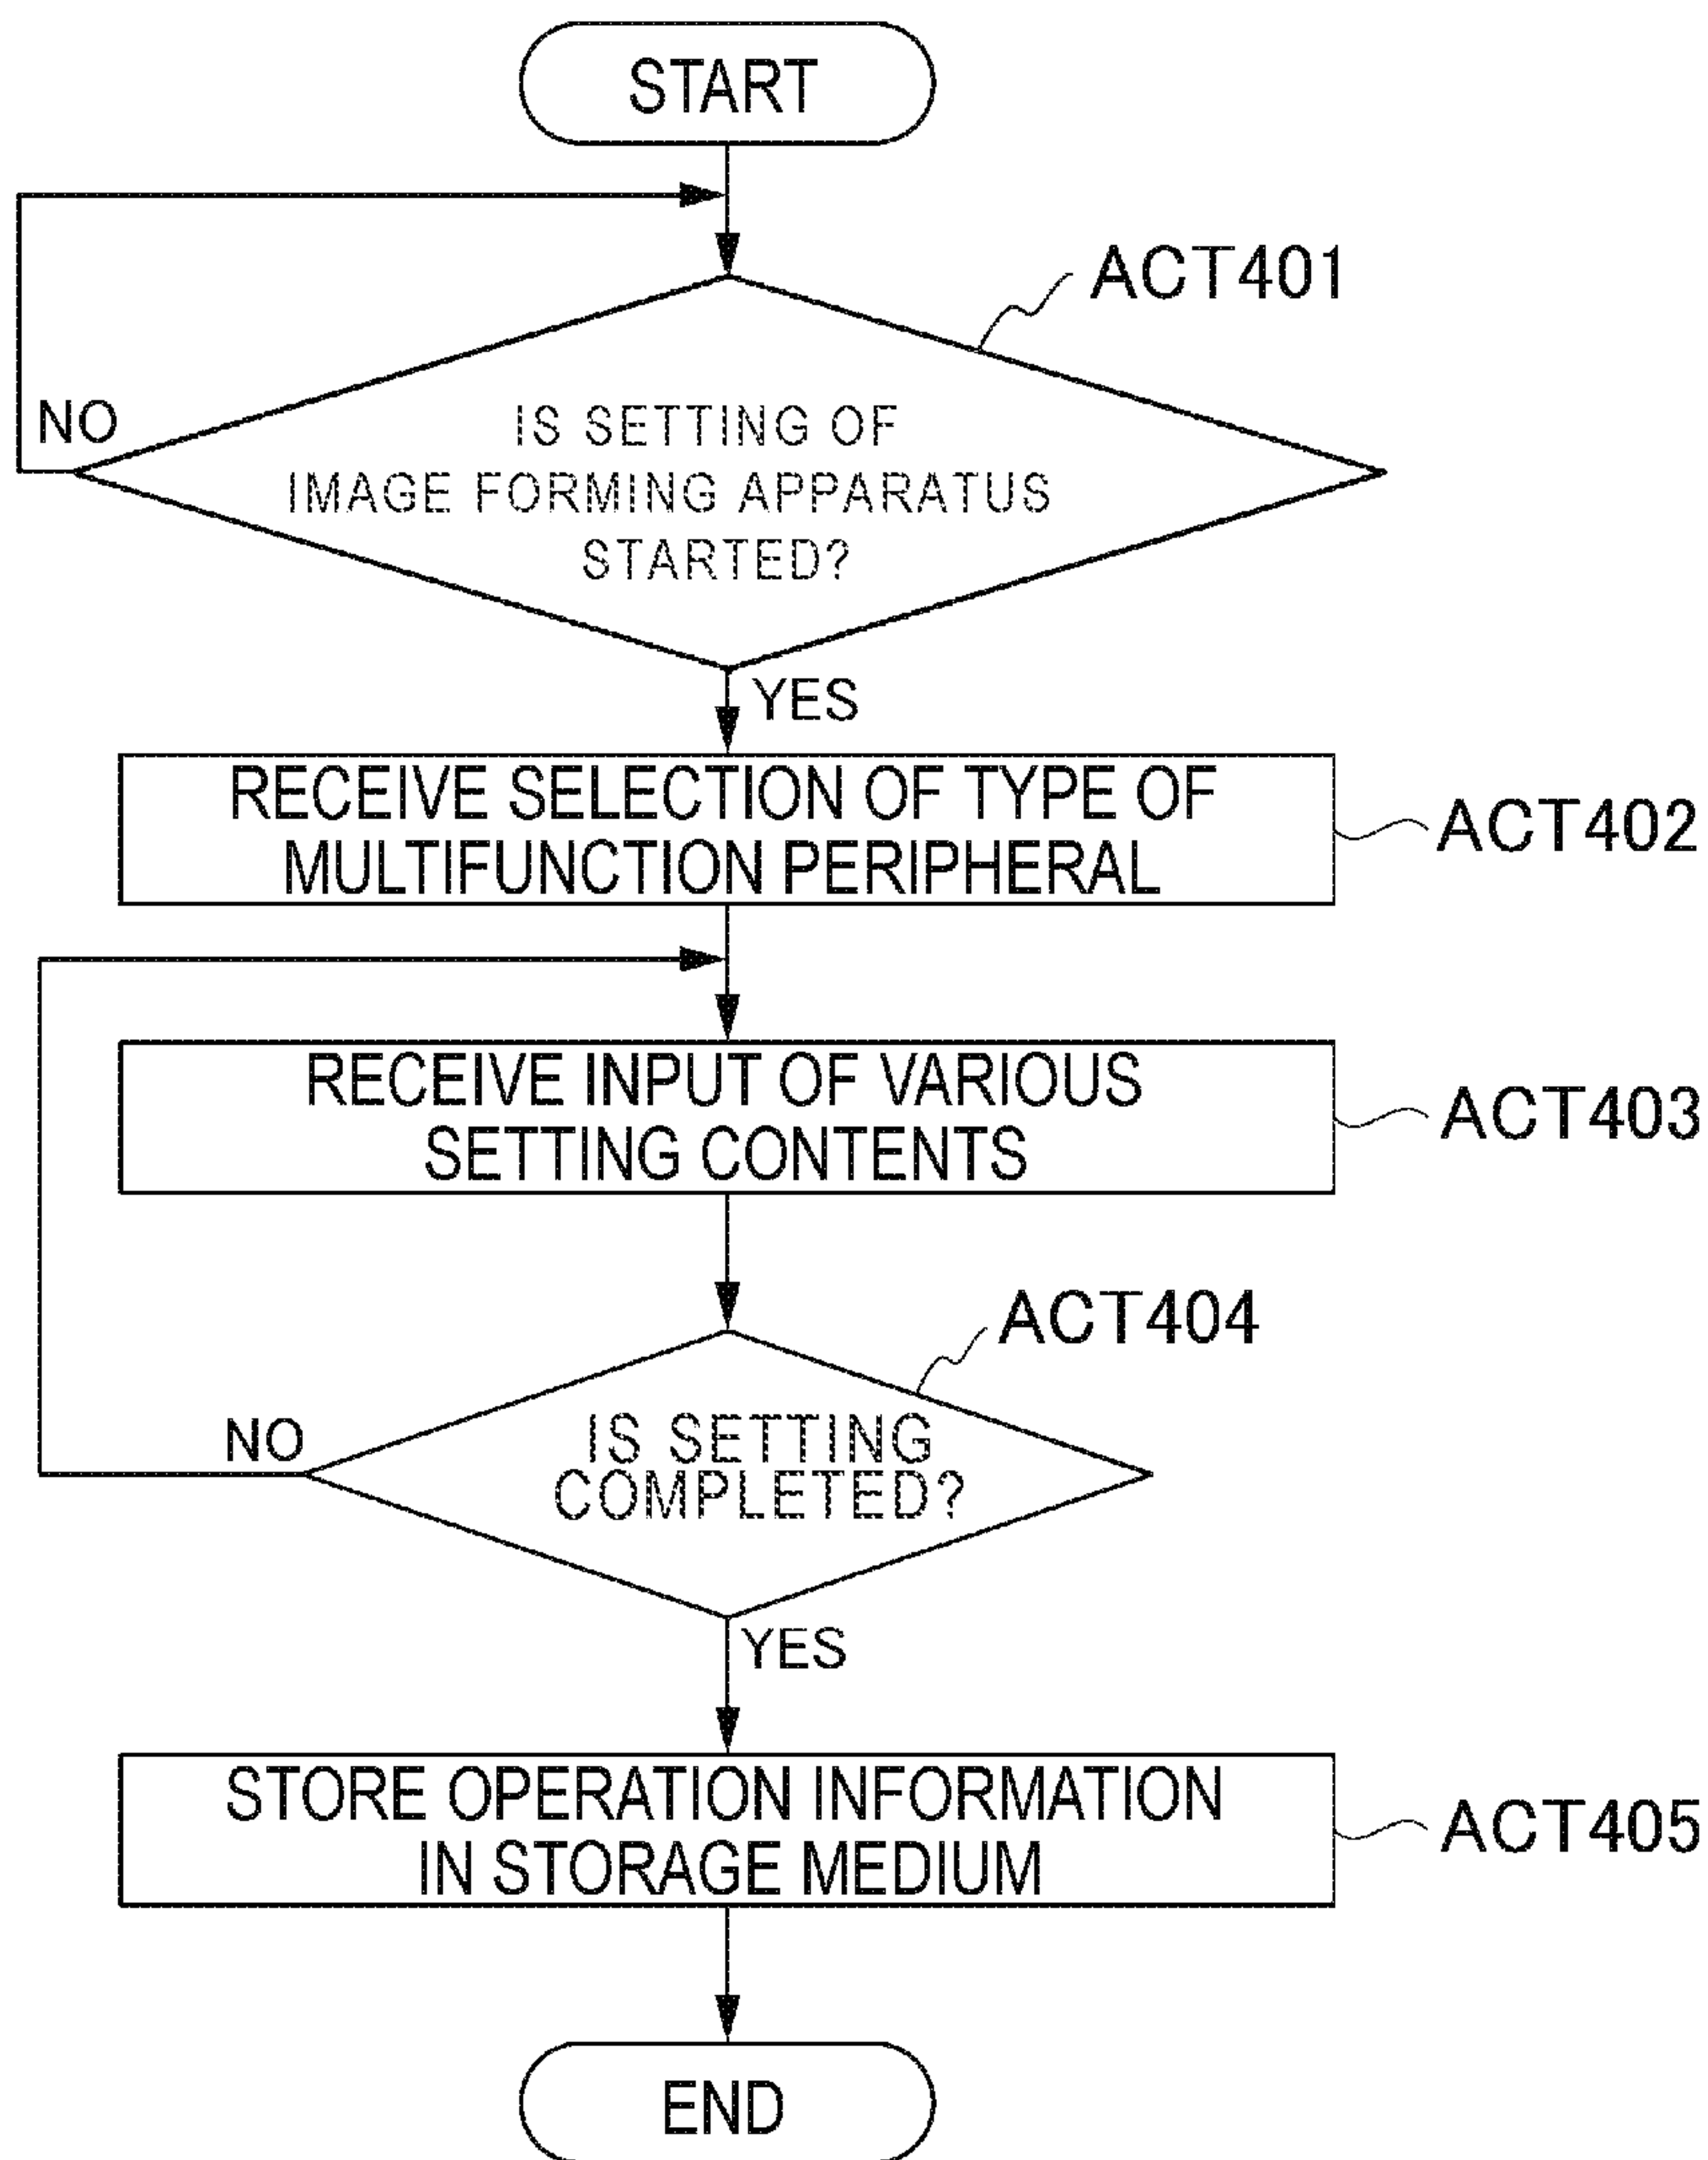 START
ACT401
NO
IS SETTING OF
IMAGE FORMING APPARATUS
STARTED?
YES
RECEIVE SELECTION OF TYPE OF
MULTIFUNCTION PERIPHERAL
ACT402
RECEIVE INPUT OF VARIOUS
SETTING CONTENTS
ACT403
ACT404
NO
IS SETTING
COMPLETED?
YES
STORE OPERATION INFORMATION
IN STORAGE MEDIUM
ACT405
END